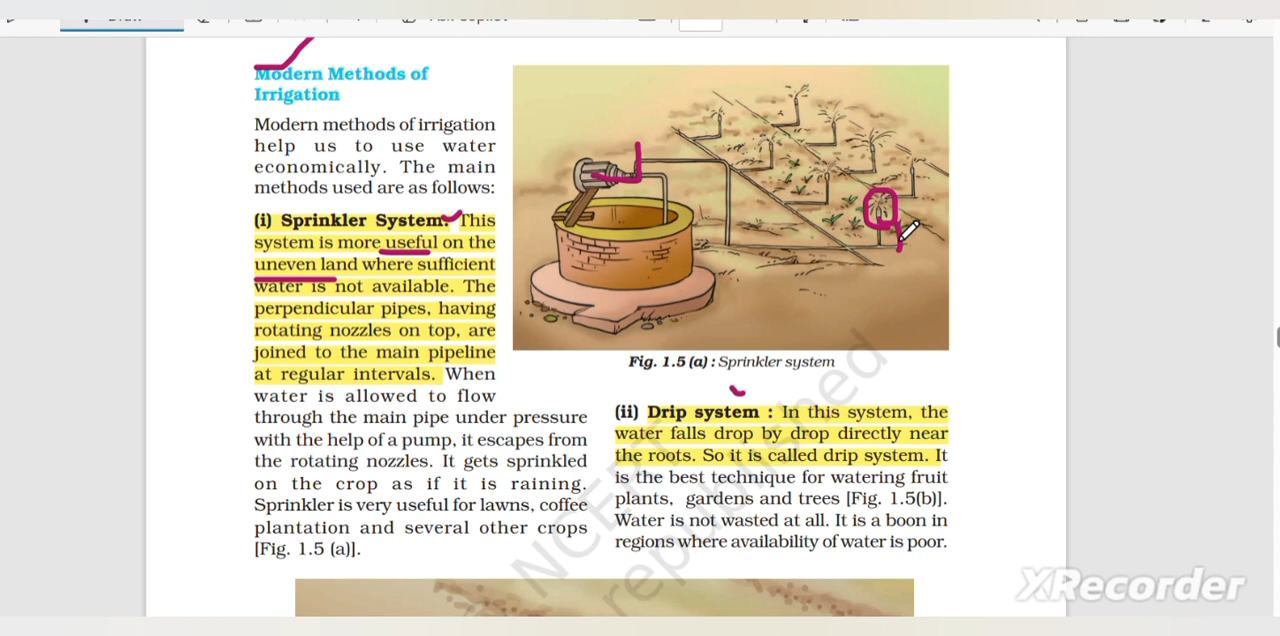 Modern Methods of
Irrigation
Modern methods of irrigation
help us to use water
economically. The main
methods used are as follows:
(i) Sprinkler System: This
system is more useful on the
uneven land where sufficient
water is not available. The
perpendicular pipes, having
rotating nozzles on top, are
joined to the main pipeline
at regular intervals. When
water is allowed to flow
through the main pipe under pressure
with the help of a pump, it escapes from
the rotating nozzles. It gets sprinkled
on the crop as if it is raining.
Sprinkler is very useful for lawns, coffee
plantation and several other crops
[Fig. 1.5 (a)].
Fig. 1.5 (a) : Sprinkler system
(ii) Drip system : In this system, the
water falls drop by drop directly near
the roots. So it is called drip system. It
is the best technique for watering fruit
plants, gardens and trees [Fig. 1.5(b)].
Water is not wasted at all. It is a boon in
regions where availability of water is poor.
NCERT
republished
XRecorder